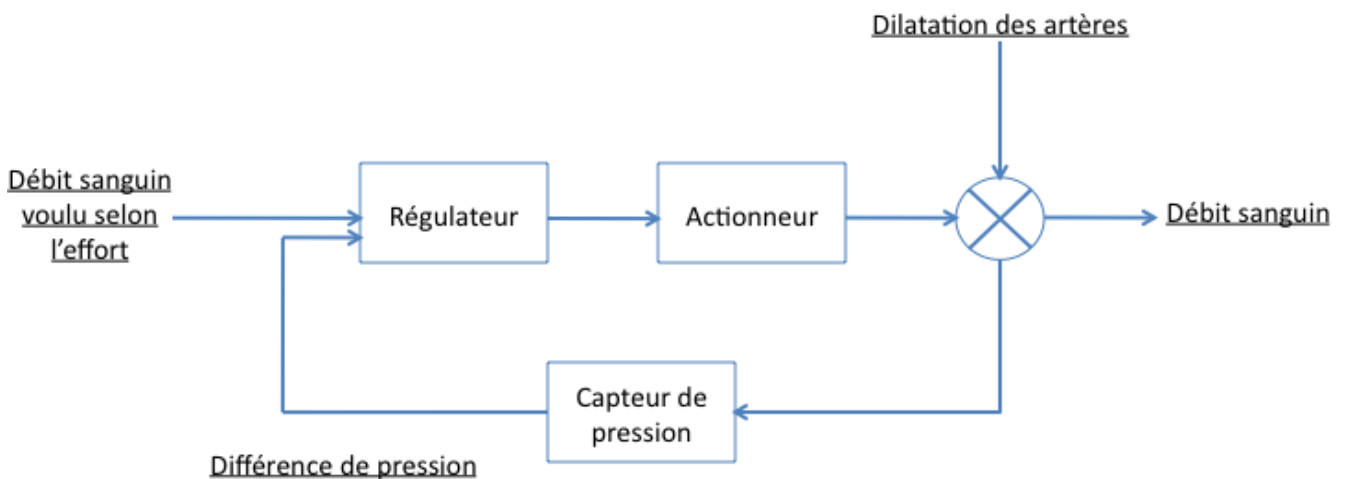 Dilatation des artères
Débit sanguin
voulu selon
l'effort
Régulateur
Actionneur
Débit sanguin
Capteur de
pression
Différence de pression